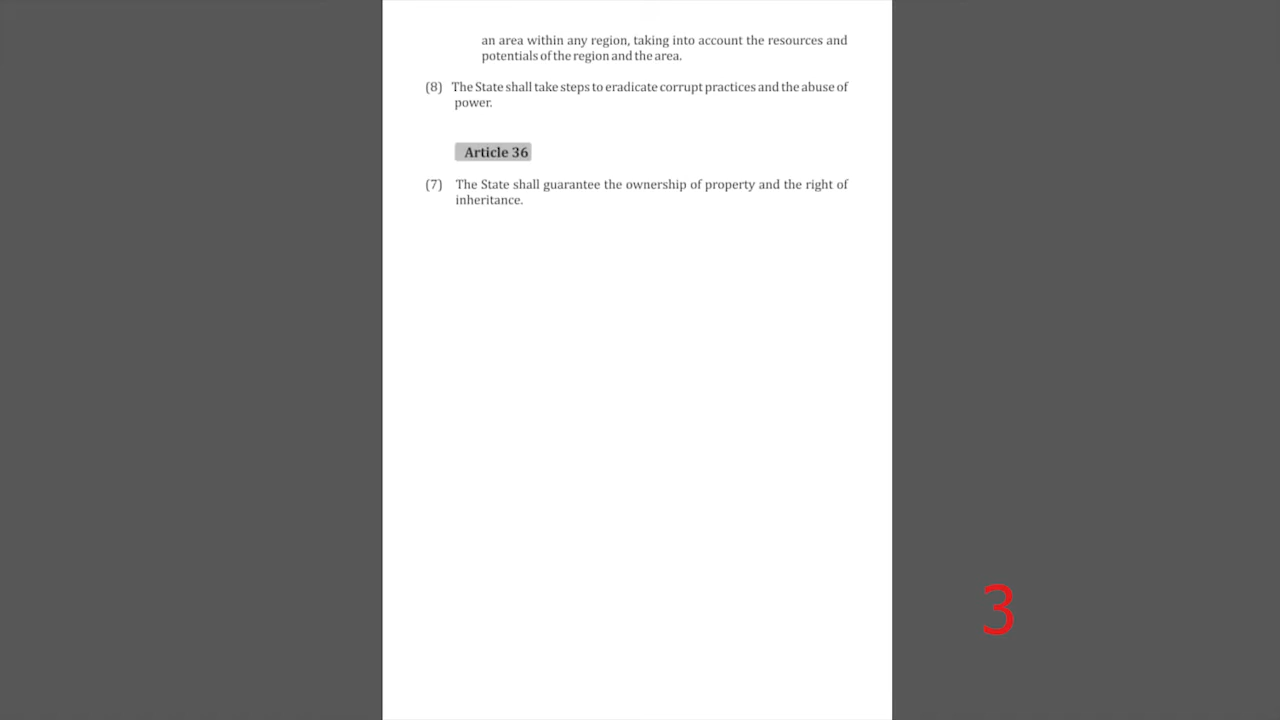 an area within any region, taking into account the resources and
potentials of the region and the area.
(8) The State shall take steps to eradicate corrupt practices and the abuse of
power.
Article 36
(7) The State shall guarantee the ownership of property and the right of
inheritance.
3